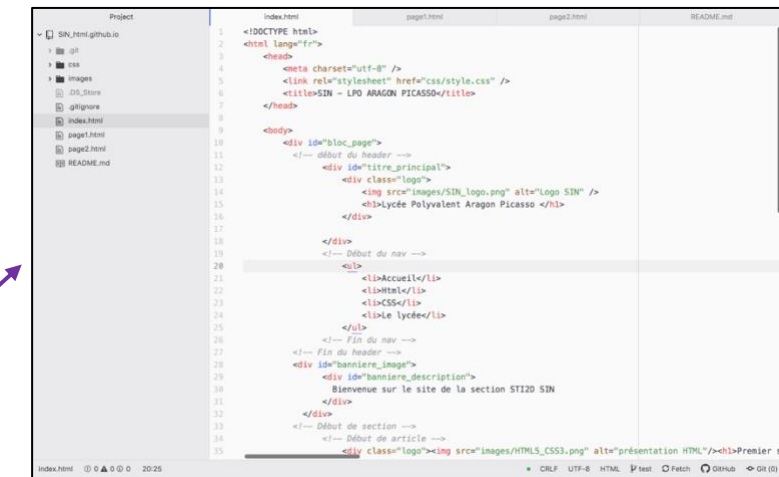 Project
SIN_html.github.io
.git
css
images
.DS_Store
.gitignore
index.html
page1.html
page2.html
README.md
index.html page1.html page2.html README.md
1 <!DOCTYPE html>
2 <html lang="fr">
3 <head>
4 <meta charset="utf-8" />
5 <link rel="stylesheet" href="css/style.css" />
6 <title>SIN - LPO ARAGON PICASSO</title>
7 </head>
8
9 <body>
10 <div id="bloc_page">
11 <!-- début du header -->
12 <div id="titre_principal">
13 <div class="logo">
14 <img src="images/SIN_logo.png" alt="Logo SIN" />
15 <h1>Lycée Polyvalent Aragon Picasso </h1>
16 </div>
17
18 </div>
19 <!-- Début du nav -->
20 <ul>
21 <li>Accueil</li>
22 <li>Html</li>
23 <li>CSS</li>
24 <li>Le lycée</li>
25 </ul>
26 <!-- Fin du nav -->
27 <!-- Fin du header -->
28 <div id="banniere_image">
29 <div id="banniere_description">
30 Bienvenue sur le site de la section STI2D SIN
31 </div>
32 </div>
33 <!-- Début de section -->
34 <!-- Début de article -->
35 <div class="logo"><img src="images/HTML5_CSS3.png" alt="présentation HTML"/><h1>Premier s
index.html 0 0 0 20:25 CRLF UTF-8 HTML test Fetch GitHub Git (0)